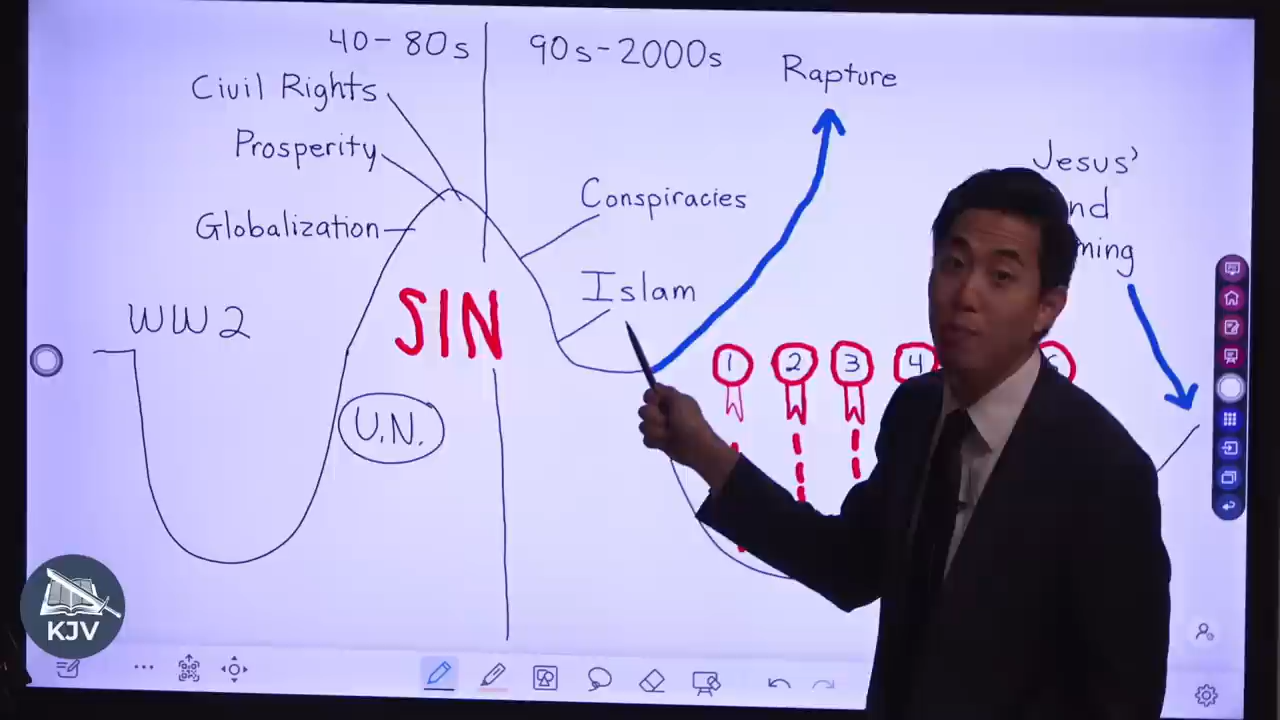 40-80s
90s-2000s
Rapture
Civil Rights
Prosperity
Globalization
Conspiracies
Jesus'
Islam
WW2
SIN
U.N.
1
2
3
4
KJV